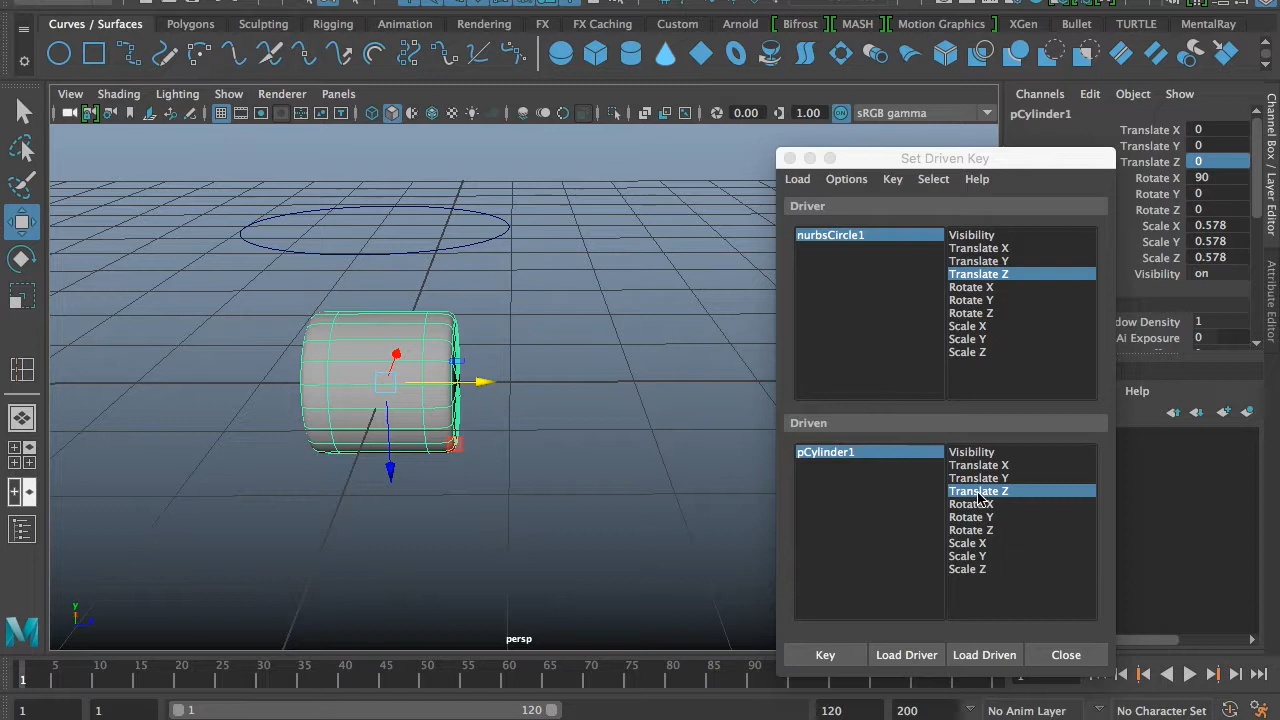 Curves / Surfaces Polygons Sculpting Rigging Animation Rendering FX FX Caching Custom Arnold Bifrost MASH Motion Graphics XGen Bullet TURTLE MentalRay
View Shading Lighting Show Renderer Panels
0.00 1.00 ON sRGB gamma
Channels Edit Object Show
pCylinder1
Translate X 0
Translate Y 0
Translate Z 0
Rotate X 90
Rotate Y 0
Rotate Z 0
Scale X 0.578
Scale Y 0.578
Scale Z 0.578
Visibility on
dow Density 1
Ai Exposure 0
Help
Channel Box / Layer Editor
Attribute Editor
Set Driven Key
Load Options Key Select Help
Driver
nurbsCircle1
Visibility
Translate X
Translate Y
Translate Z
Rotate X
Rotate Y
Rotate Z
Scale X
Scale Y
Scale Z
Driven
pCylinder1
Visibility
Translate X
Translate Y
Translate Z
Rotate X
Rotate Y
Rotate Z
Scale X
Scale Y
Scale Z
Key Load Driver Load Driven Close
y
persp
1 5 10 15 20 25 30 35 40 45 50 55 60 65 70 75 80 85 90
1 1 1 120 120 200 No Anim Layer No Character Set